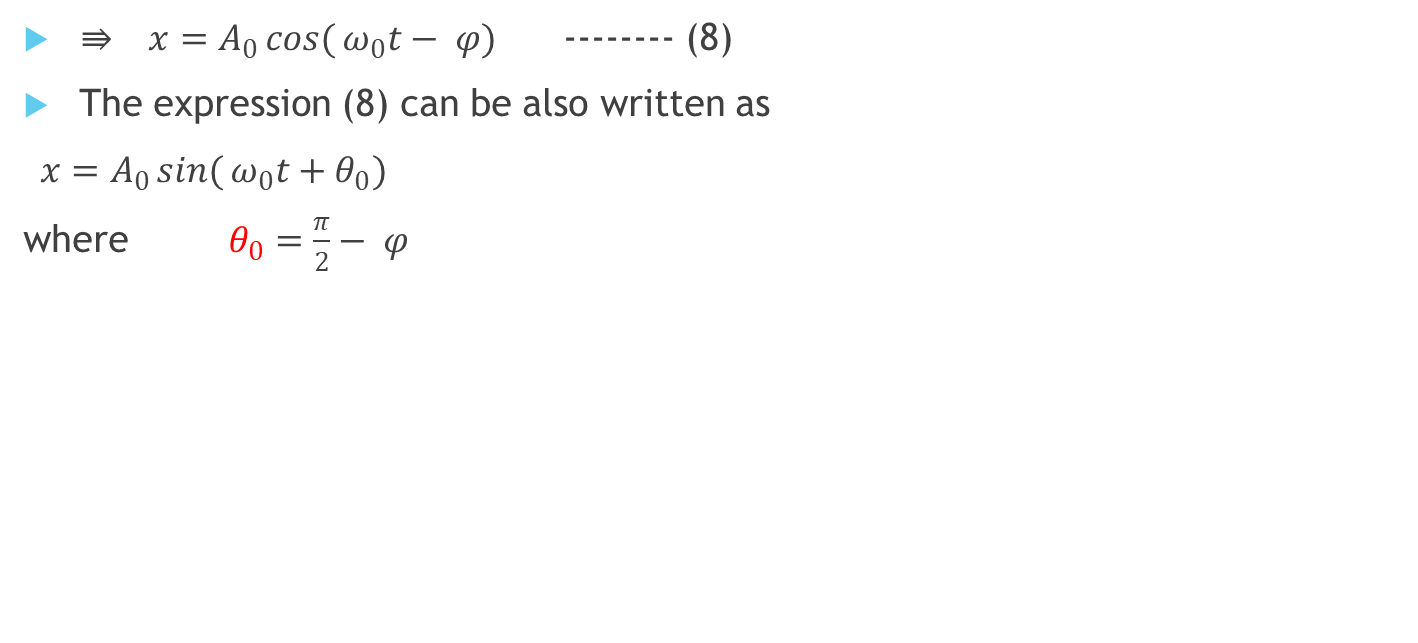 ▶ ⇛ x = A₀ cos( ω₀t − φ) -------- (8)
▶ The expression (8) can be also written as
x = A₀ sin( ω₀t + θ₀)
where θ₀ = π/2 − φ